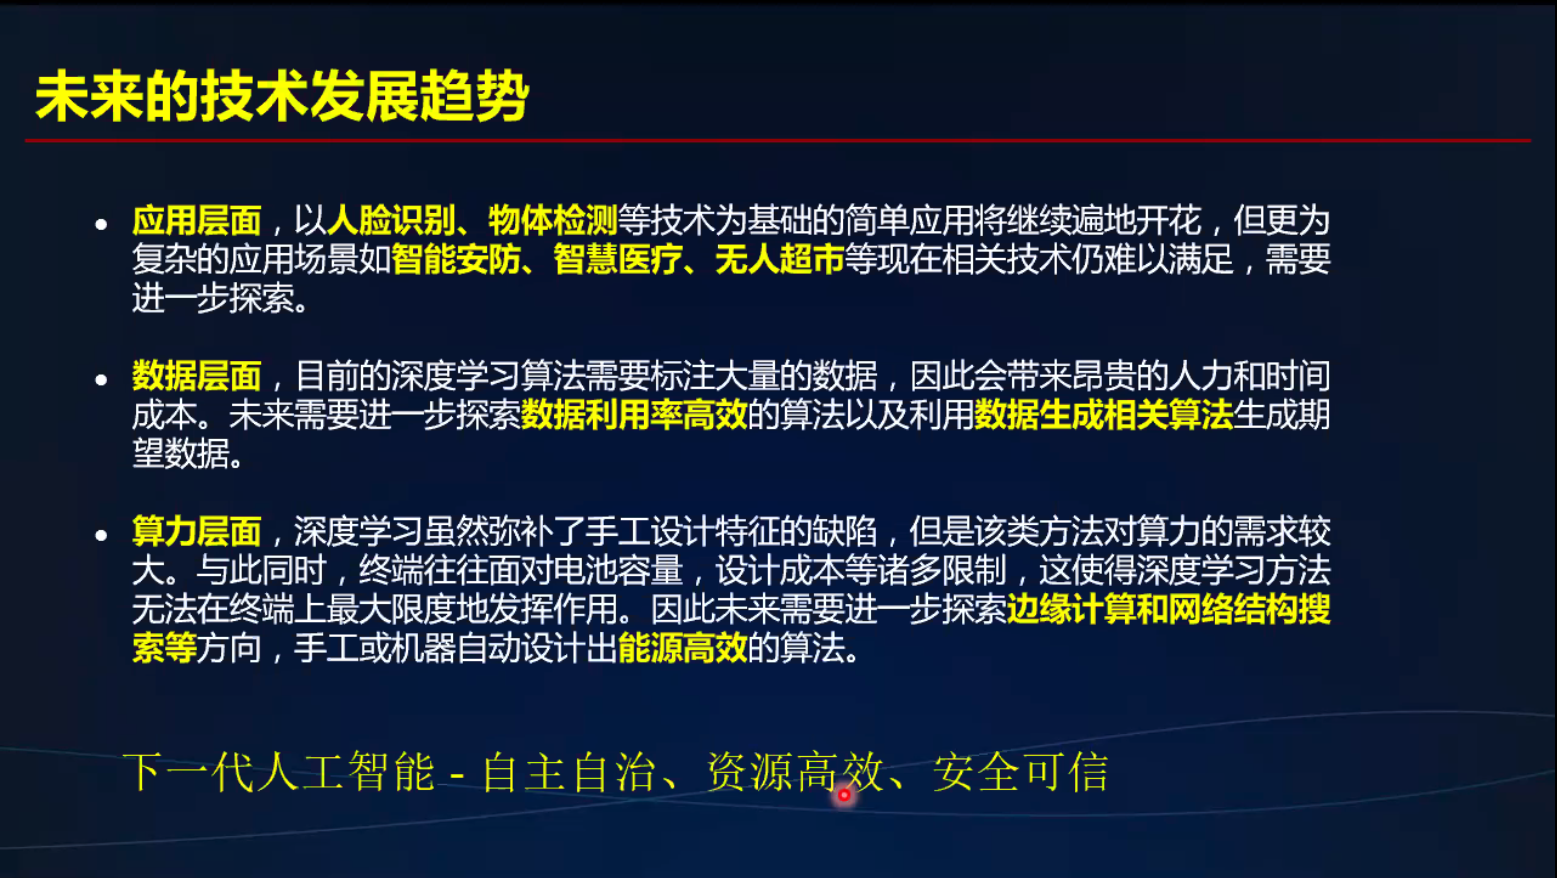 未来的技术发展趋势
• 应用层面，以人脸识别、物体检测等技术为基础的简单应用将继续遍地开花，但更为
复杂的应用场景如智能安防、智慧医疗、无人超市等现在相关技术仍难以满足，需要
进一步探索。
• 数据层面，目前的深度学习算法需要标注大量的数据，因此会带来昂贵的人力和时间
成本。未来需要进一步探索数据利用率高效的算法以及利用数据生成相关算法生成期
望数据。
• 算力层面，深度学习虽然弥补了手工设计特征的缺陷，但是该类方法对算力的需求较
大。与此同时，终端往往面对电池容量，设计成本等诸多限制，这使得深度学习方法
无法在终端上最大限度地发挥作用。因此未来需要进一步探索边缘计算和网络结构搜
索等方向，手工或机器自动设计出能源高效的算法。
下一代人工智能 - 自主自治、资源高效、安全可信